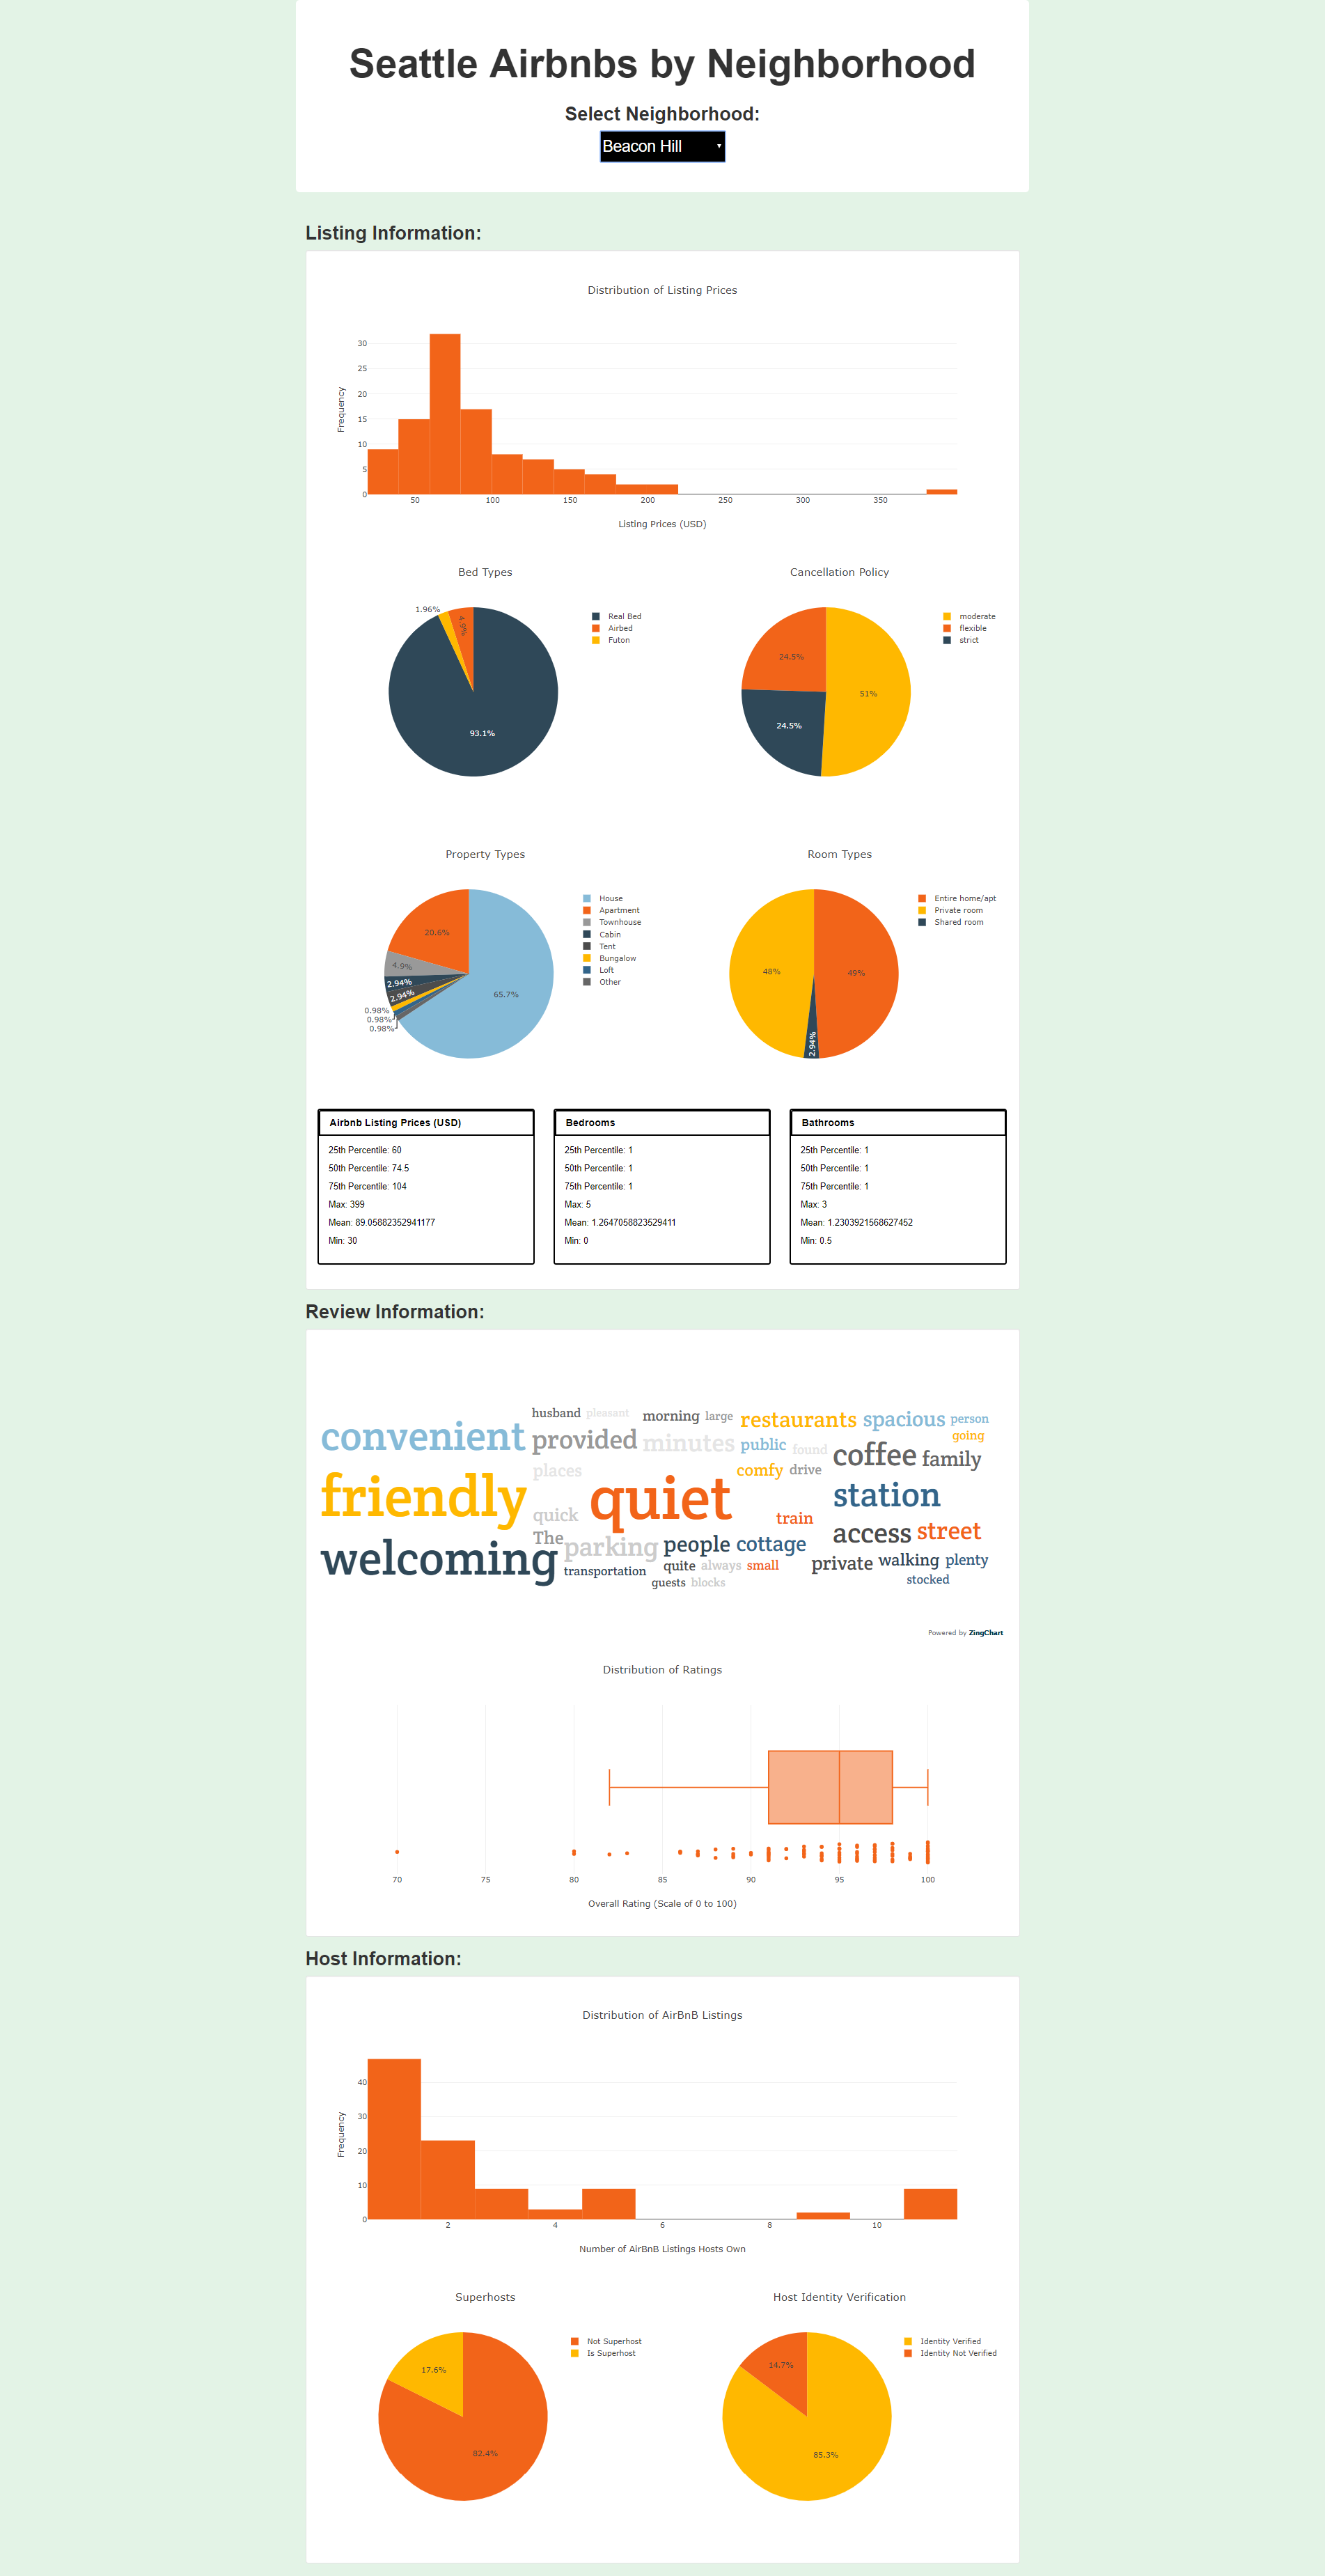 Seattle Airbnbs by Neighborhood
Select Neighborhood:
Beacon Hill
Listing Information:
Distribution of Listing Prices
30
25
20
15
10
5
0
Frequency
50 100 150 200 250 300 350
Listing Prices (USD)
Bed Types
1.96%
4.9%
93.1%
Real Bed
Airbed
Futon
Cancellation Policy
24.5%
51%
24.5%
moderate
flexible
strict
Property Types
20.6%
4.9%
2.94%
2.94%
0.98%
0.98%
0.98%
65.7%
House
Apartment
Townhouse
Cabin
Tent
Bungalow
Loft
Other
Room Types
48%
49%
2.94%
Entire home/apt
Private room
Shared room
Airbnb Listing Prices (USD)
25th Percentile: 60
50th Percentile: 74.5
75th Percentile: 104
Max: 399
Mean: 89.05882352941177
Min: 30
Bedrooms
25th Percentile: 1
50th Percentile: 1
75th Percentile: 1
Max: 5
Mean: 1.2647058823529411
Min: 0
Bathrooms
25th Percentile: 1
50th Percentile: 1
75th Percentile: 1
Max: 3
Mean: 1.2303921568627452
Min: 0.5
Review Information:
husband pleasant morning large restaurants spacious person
convenient provided minutes public found coffee family going
places comfy drive
friendly quick quiet train station
The access street
welcoming parking people cottage private walking plenty
transportation quite always small stocked
guests blocks
Powered by ZingChart
Distribution of Ratings
70 75 80 85 90 95 100
Overall Rating (Scale of 0 to 100)
Host Information:
Distribution of AirBnB Listings
40
30
20
10
0
Frequency
2 4 6 8 10
Number of AirBnB Listings Hosts Own
Superhosts
17.6%
82.4%
Not Superhost
Is Superhost
Host Identity Verification
14.7%
85.3%
Identity Verified
Identity Not Verified